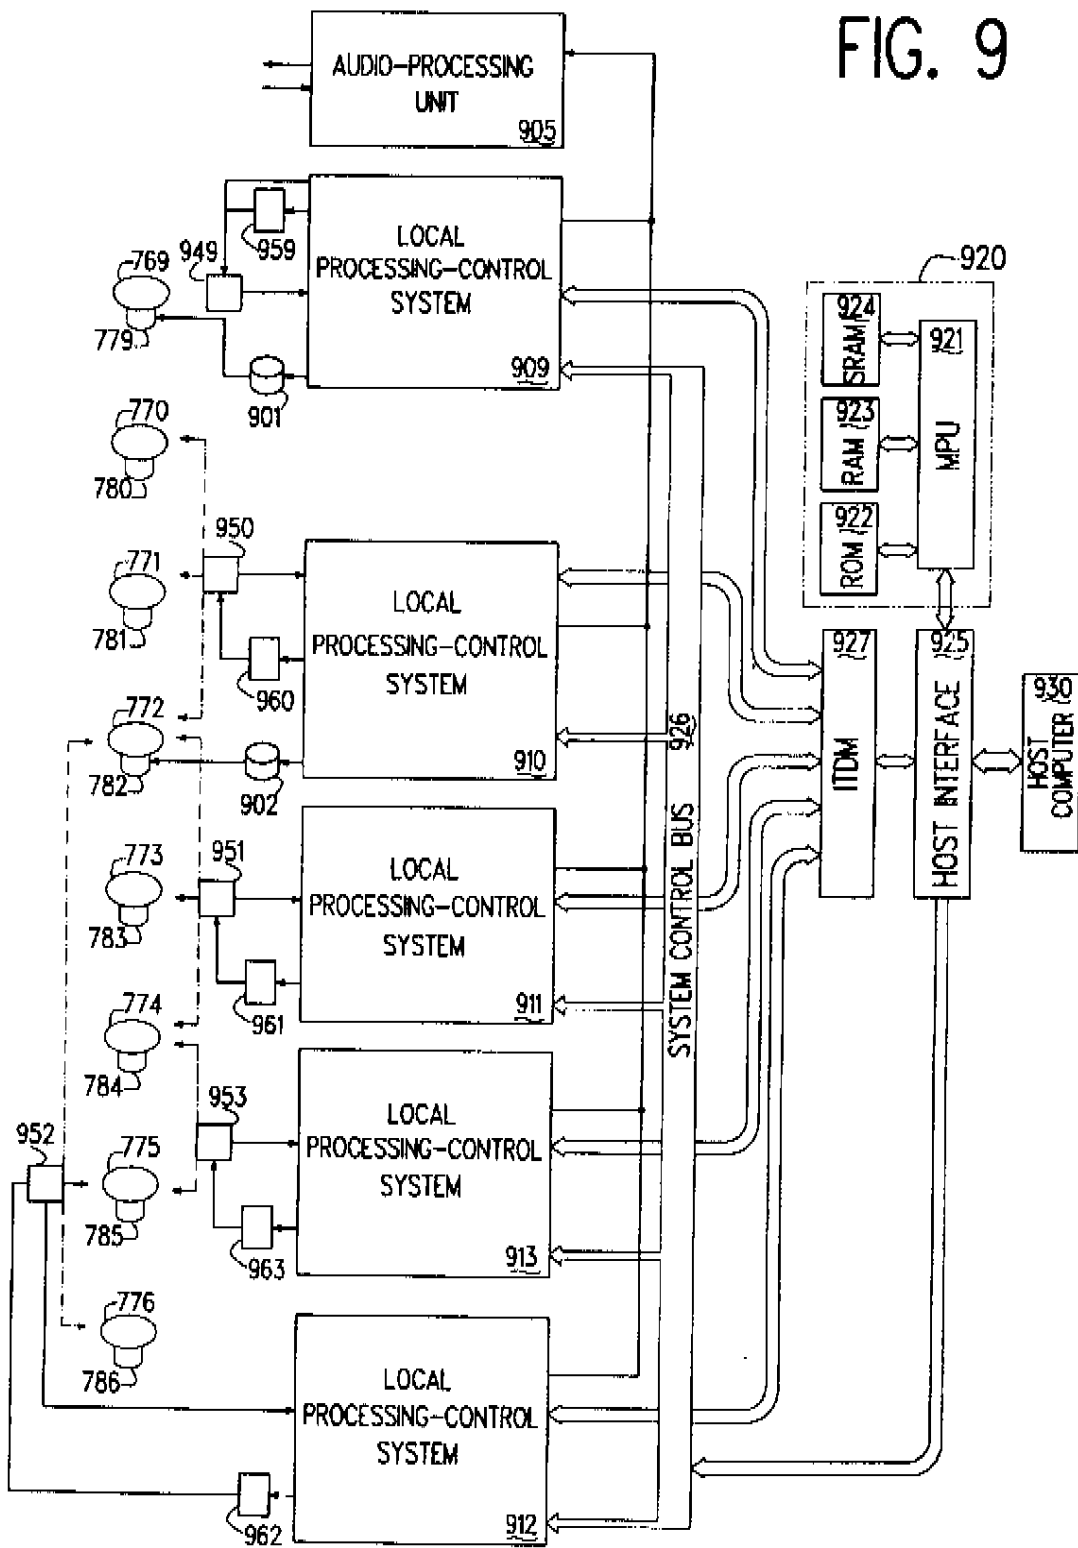 FIG. 9
AUDIO-PROCESSING
UNIT
905
LOCAL
PROCESSING-CONTROL
SYSTEM
909
959
949
769
779
901
920
924
SRAM
921
MPU
923
RAM
922
ROM
770
780
950
771
781
960
LOCAL
PROCESSING-CONTROL
SYSTEM
910
772
782
902
926
SYSTEM CONTROL BUS
927
ITDM
925
HOST INTERFACE
930
HOST
COMPUTER
773
783
951
961
LOCAL
PROCESSING-CONTROL
SYSTEM
911
774
784
953
963
LOCAL
PROCESSING-CONTROL
SYSTEM
913
952
775
785
776
786
LOCAL
PROCESSING-CONTROL
SYSTEM
912
962